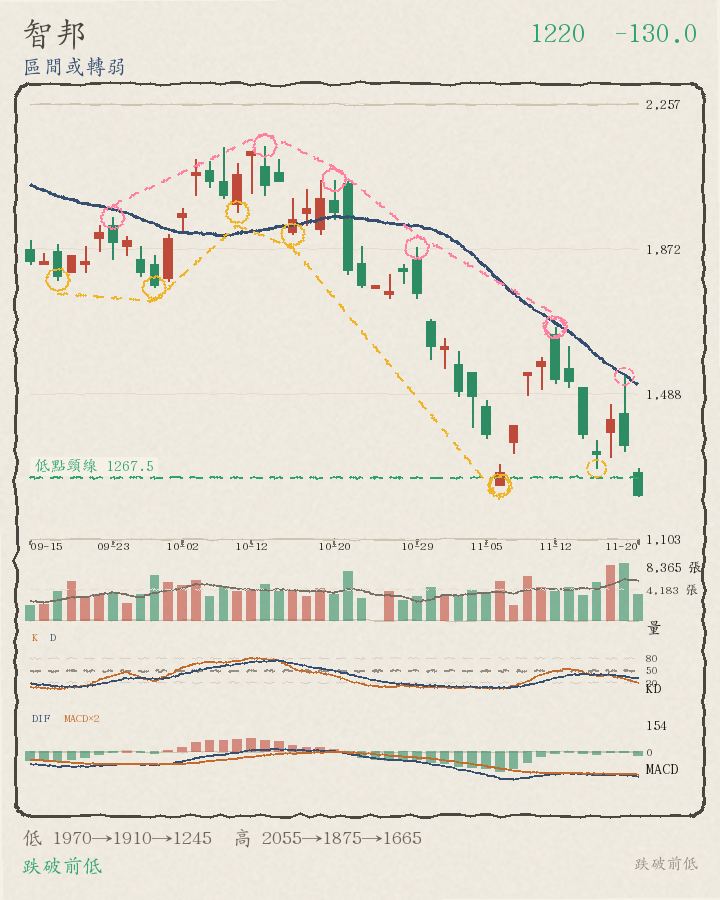 智邦
1220 -130.0
區間或轉弱
2,257
1,872
1,488
低點頸線 1267.5
1,103
09-15 09-23 10-02 10-12 10-20 10-29 11-05 11-12 11-20
8,365 張
4,183 張
量
K D
80
50
20
KD
DIF MACD×2
154
0
MACD
低 1970→1910→1245 高 2055→1875→1665
跌破前低
跌破前低